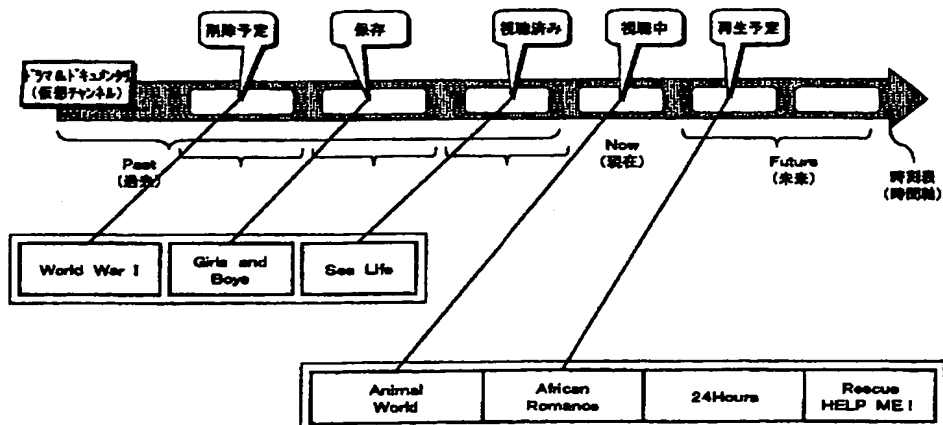 削除予定
保存
視聴済み
視聴中
再生予定
ドラマ&ドキュメンタリ
(仮想チャンネル)
Past
(過去)
Now
(現在)
Future
(未来)
時刻表
(時間軸)
World War I
Girls and
Boys
Sea Life
Animal
World
African
Romance
24Hours
Rescue
HELP ME!